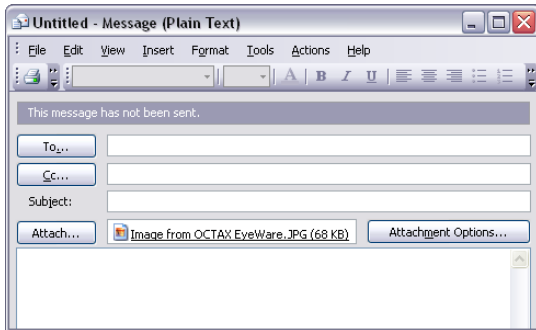 Untitled - Message (Plain Text)
File Edit View Insert Format Tools Actions Help
A B I U
This message has not been sent.
To...
Cc...
Subject:
Attach... Image from OCTAX EyeWare.JPG (68 KB) Attachment Options...